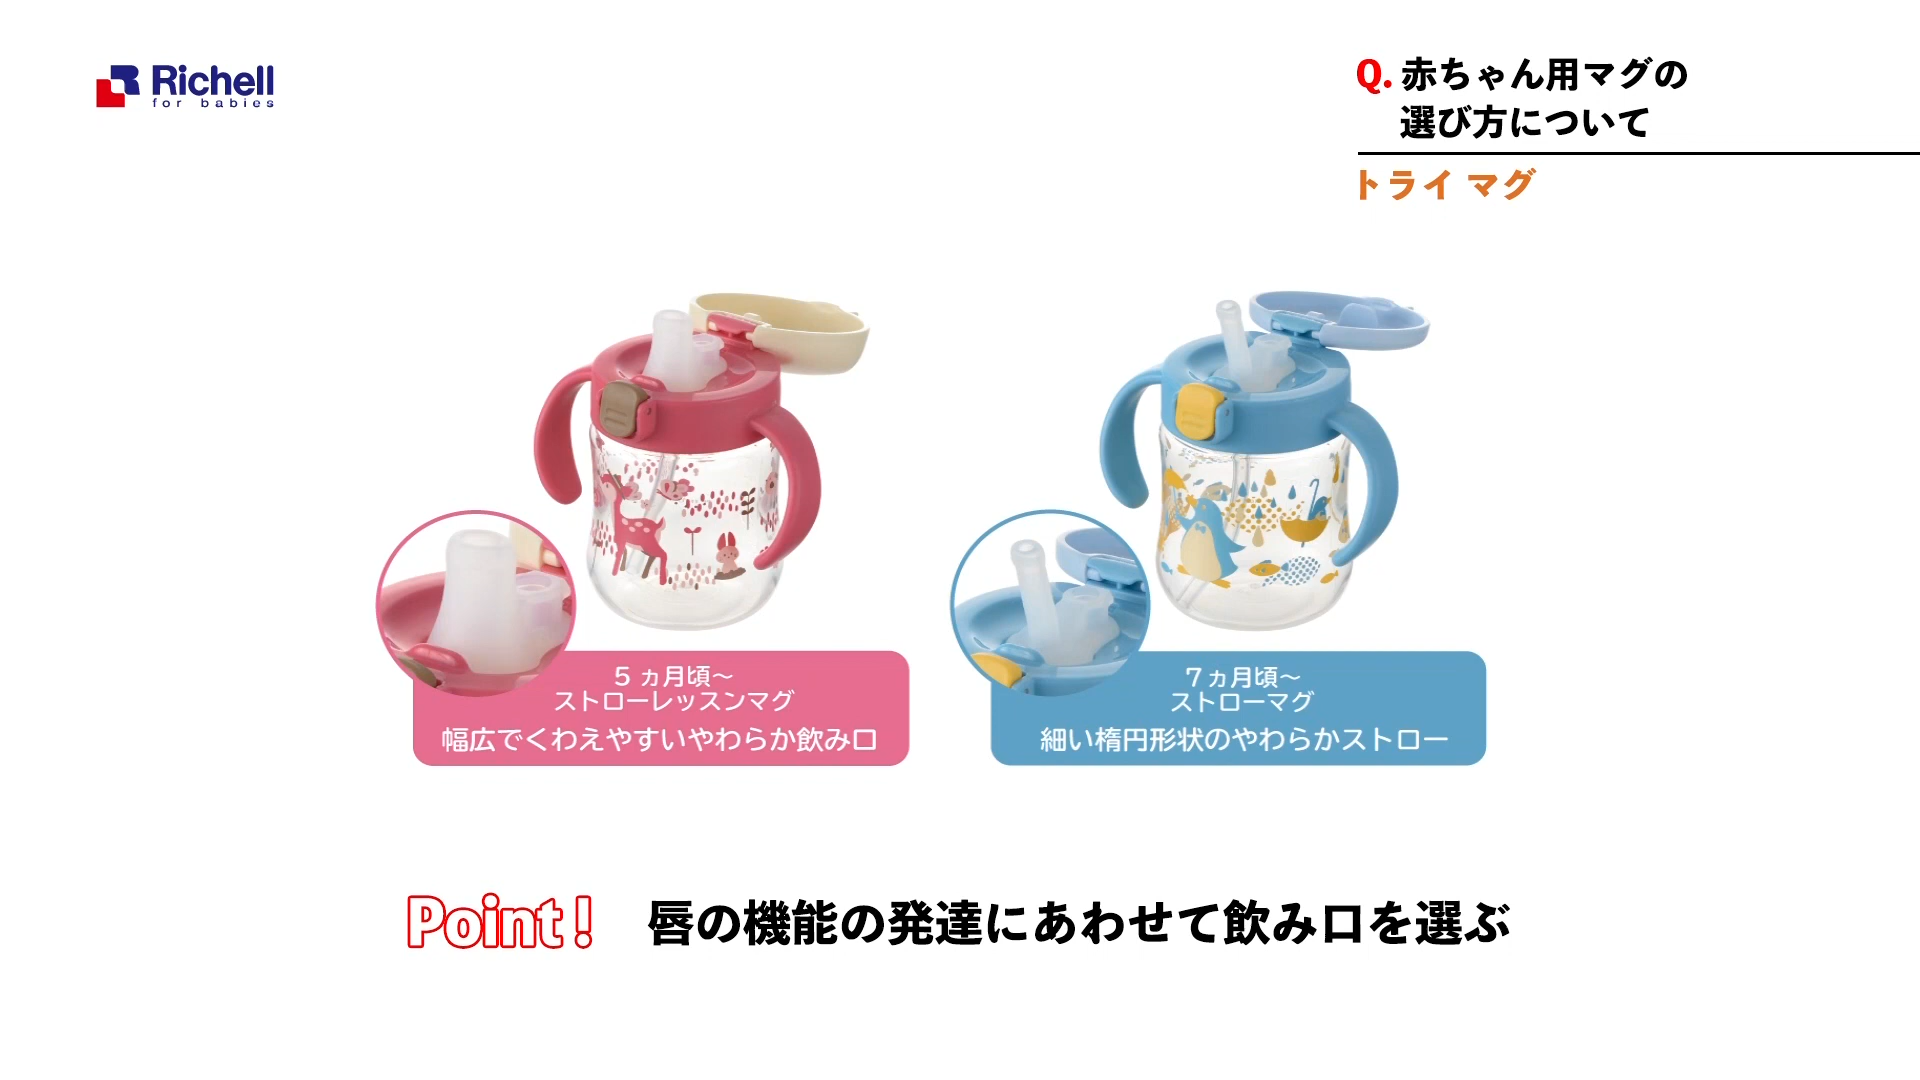 Richell
for babies
Q. 赤ちゃん用マグの
選び方について
トライ マグ
5 ヵ月頃～
ストローレッスンマグ
幅広でくわえやすいやわらか飲み口
7ヵ月頃～
ストローマグ
細い楕円形状のやわらかストロー
Point! 唇の機能の発達にあわせて飲み口を選ぶ